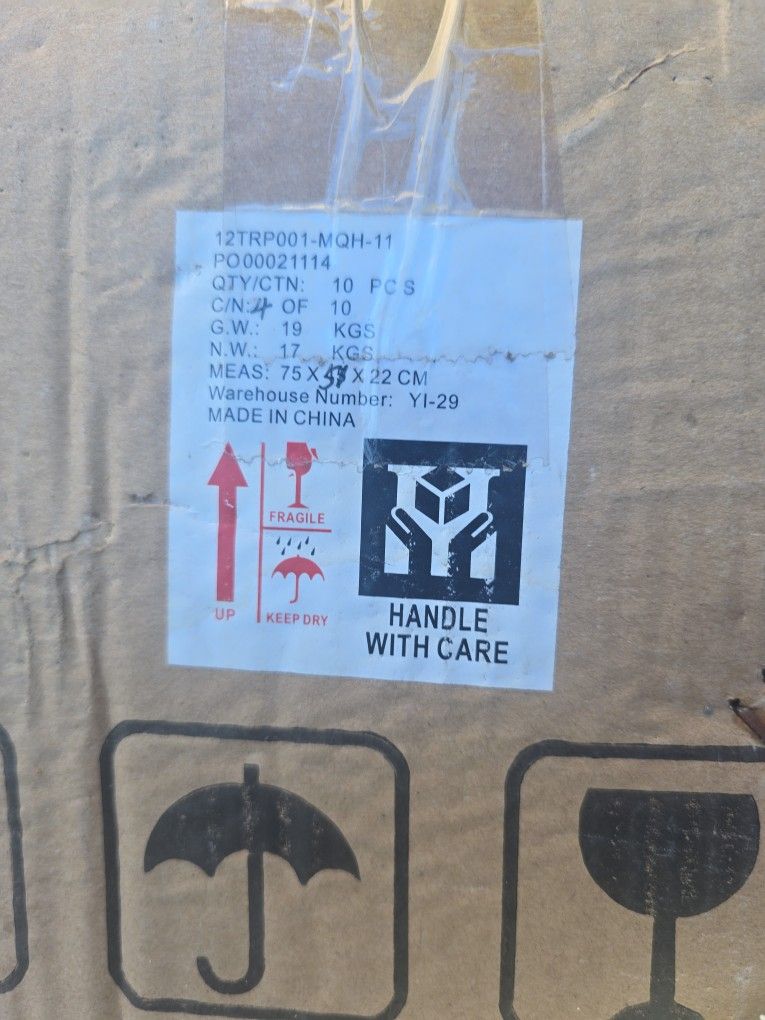 12TRP001-MQH-11
PO00021114
QTY/CTN: 10 PCS
C/N: 4 OF 10
G.W.: 19 KGS
N.W.: 17 KGS
MEAS: 75 X X 22 CM
Warehouse Number: YI-29
MADE IN CHINA
FRAGILE
UP
KEEP DRY
HANDLE
WITH CARE